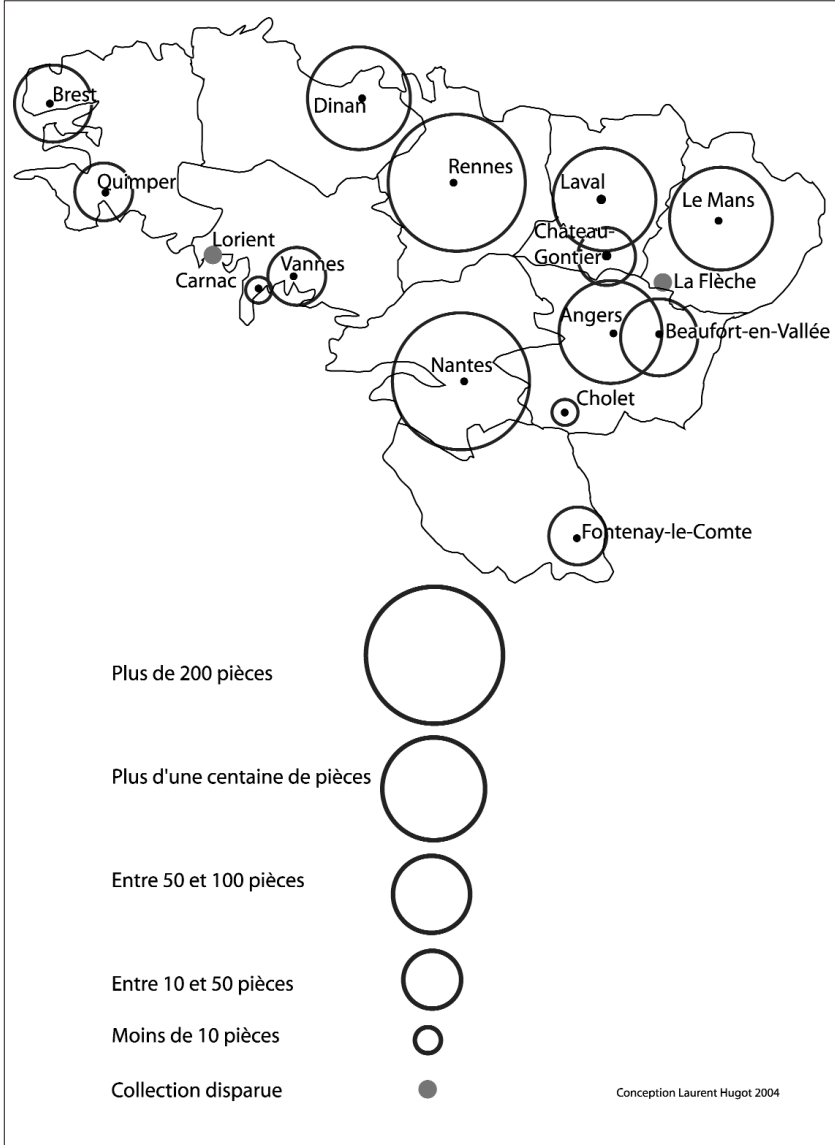 Brest
Dinan
Rennes
Laval
Quimper
Le Mans
Château-
Gontier
Lorient
Vannes
Carnac
La Flèche
Angers
Beaufort-en-Vallée
Nantes
Cholet
Fontenay-le-Comte
Plus de 200 pièces
Plus d'une centaine de pièces
Entre 50 et 100 pièces
Entre 10 et 50 pièces
Moins de 10 pièces
Collection disparue
Conception Laurent Hugot 2004